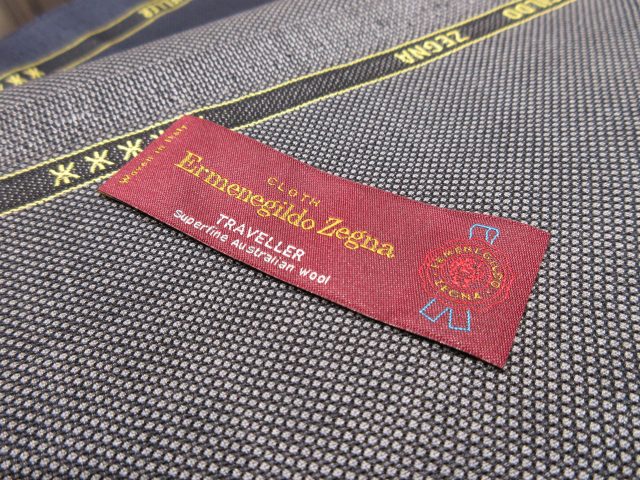 ZEGNA
Woven in Italy
CLOTH
Ermenegildo Zegna
TRAVELLER
Superfine Australian wool
ERMENEGILDO
ZEGNA